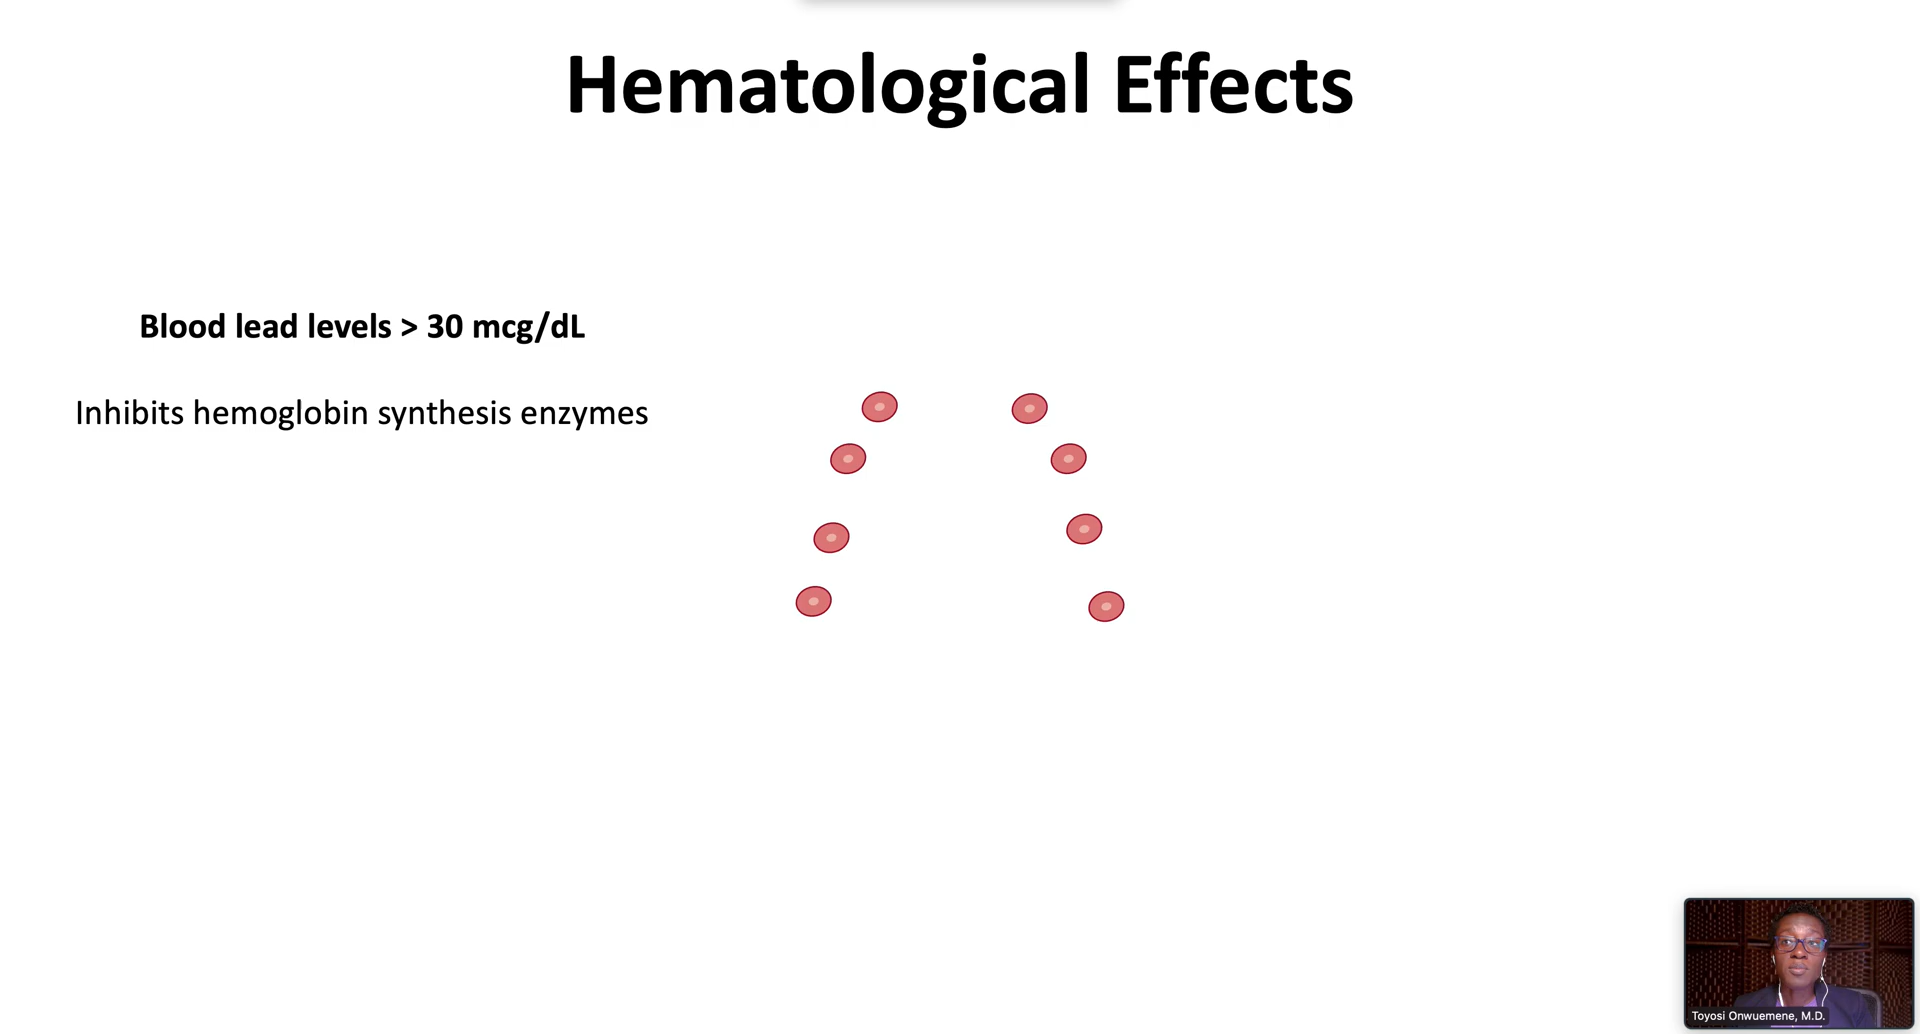 Hematological Effects
Blood lead levels > 30 mcg/dL
Inhibits hemoglobin synthesis enzymes
Toyosi Onwuemene, M.D.